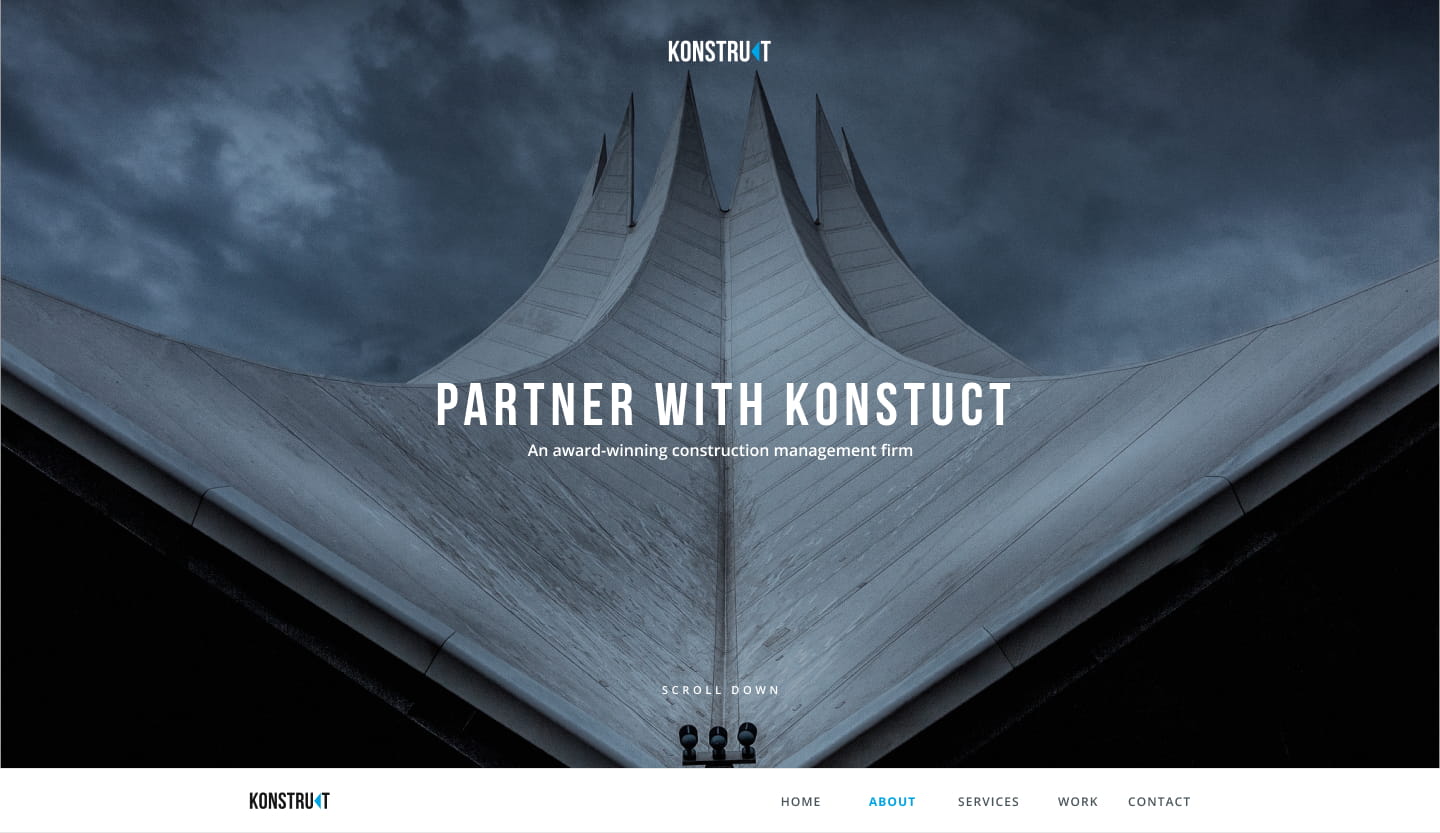 KONSTRUCT
PARTNER WITH KONSTUCT
An award-winning construction management firm
SCROLL DOWN
KONSTRUCT
HOME ABOUT SERVICES WORK CONTACT